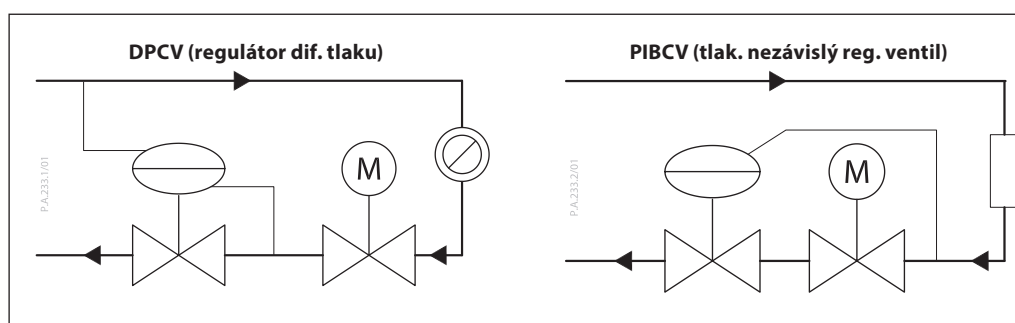 DPCV (regulátor dif. tlaku)
M
P.A.233.1/01
PIBCV (tlak. nezávislý reg. ventil)
M
P.A.233.2/01